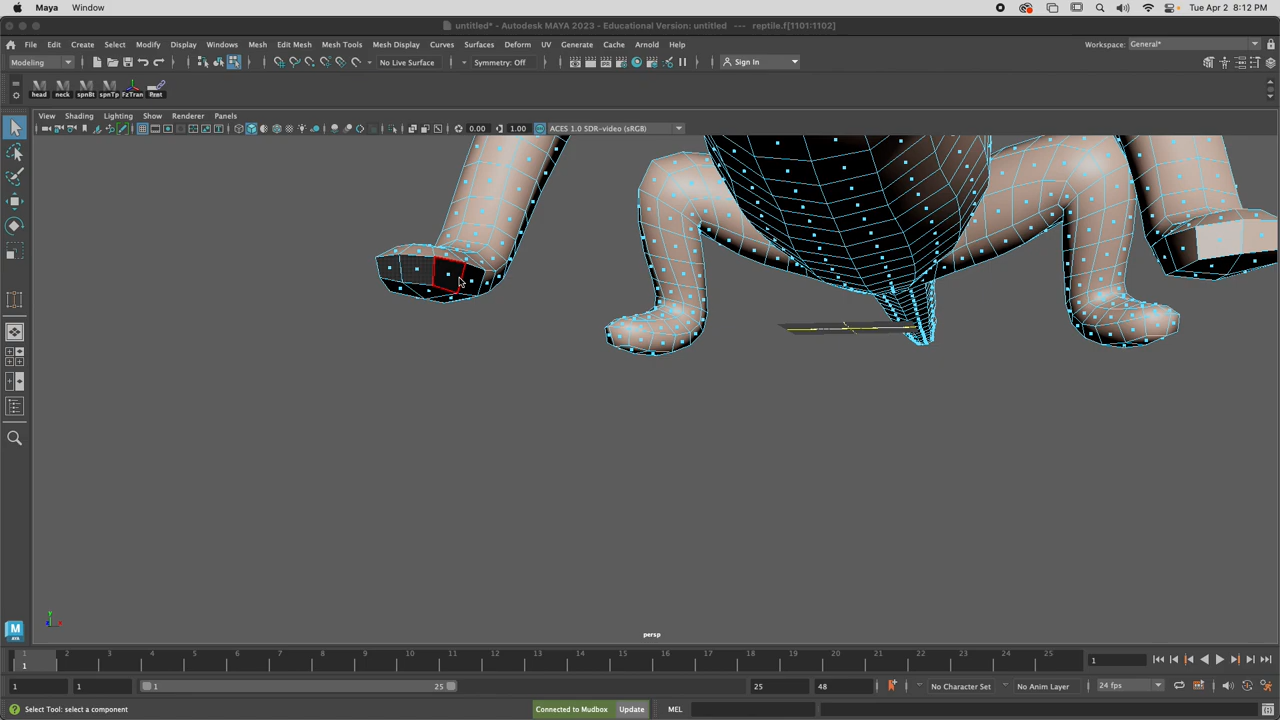 Maya Window Tue Apr 2 8:12 PM
untitled* - Autodesk MAYA 2023 - Educational Version: untitled --- reptile.f[1101:1102]
File Edit Create Select Modify Display Windows Mesh Edit Mesh Mesh Tools Mesh Display Curves Surfaces Deform UV Generate Cache Arnold Help Workspace: General*
Modeling No Live Surface Symmetry: Off Sign In
head neck spnBt spnTp FzTran Prnt
View Shading Lighting Show Renderer Panels
0.00 1.00 ACES 1.0 SDR-video (sRGB)
persp
1 2 3 4 5 6 7 8 9 10 11 12 13 14 15 16 17 18 19 20 21 22 23 24 25
1 1
1 1 1 25 25 48 No Character Set No Anim Layer 24 fps
Select Tool: select a component Connected to Mudbox Update MEL